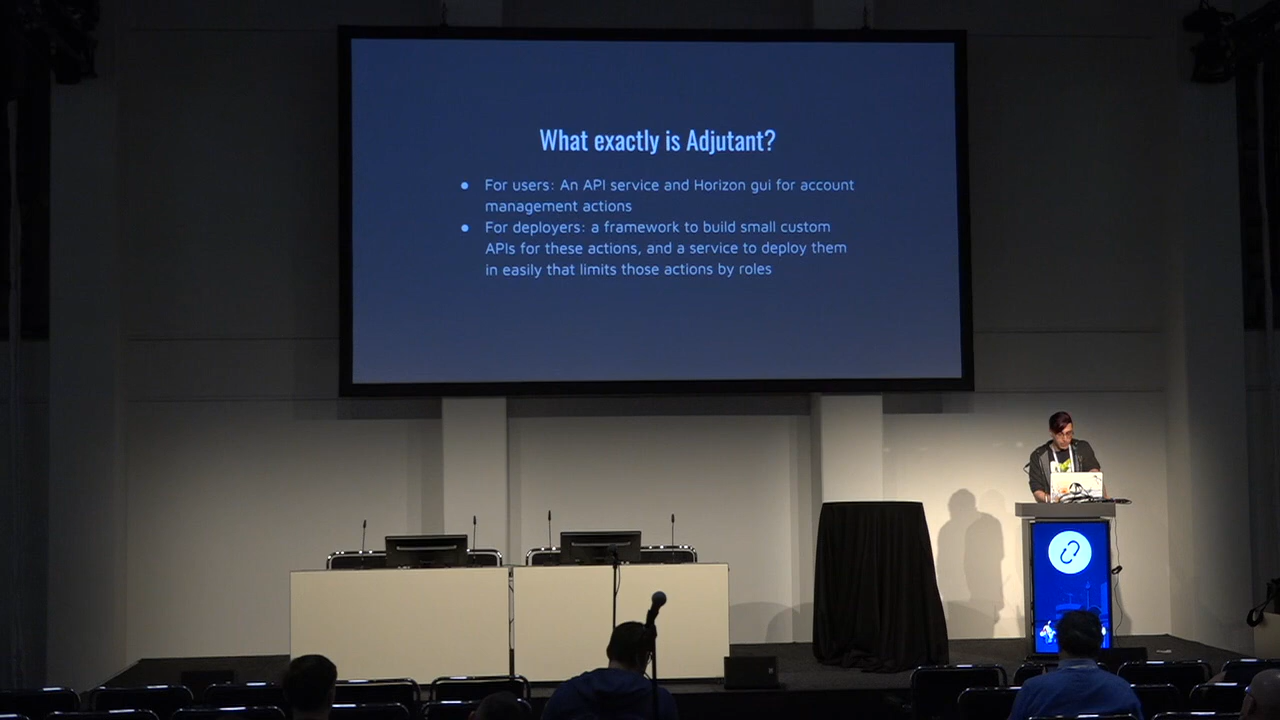 What exactly is Adjutant?
● For users: An API service and Horizon gui for account
management actions
● For deployers: a framework to build small custom
APIs for these actions, and a service to deploy them
in easily that limits those actions by roles